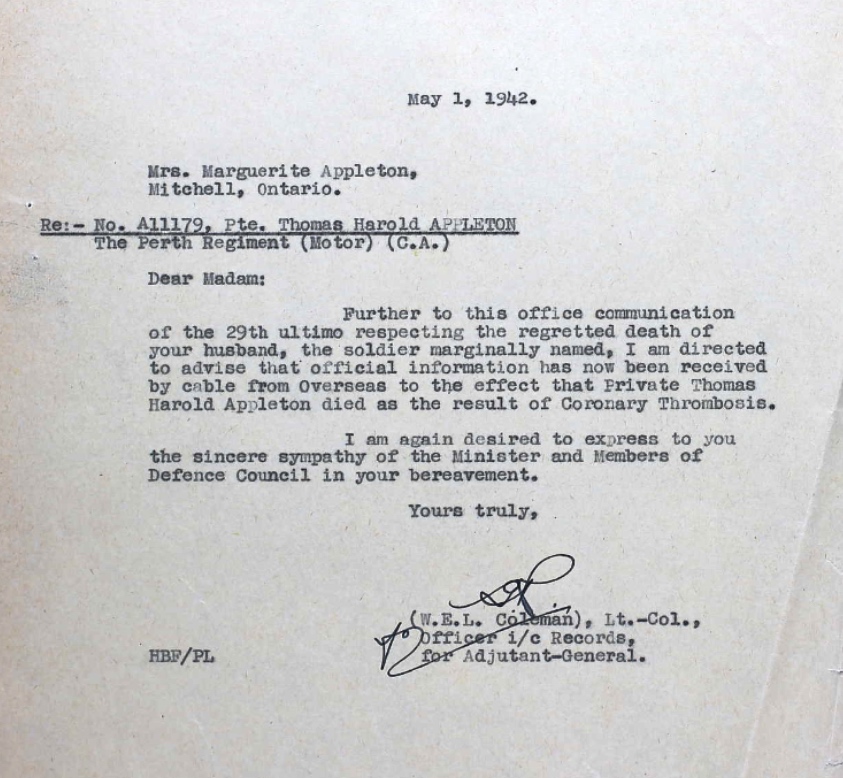 May 1, 1942.
Mrs. Marguerite Appleton,
Mitchell, Ontario.
Re:- No. A11179, Pte. Thomas Harold APPLETON
The Perth Regiment (Motor) (C.A.)
Dear Madam:
Further to this office communication
of the 29th ultimo respecting the regretted death of
your husband, the soldier marginally named, I am directed
to advise that official information has now been received
by cable from Overseas to the effect that Private Thomas
Harold Appleton died as the result of Coronary Thrombosis.
I am again desired to express to you
the sincere sympathy of the Minister and Members of
Defence Council in your bereavement.
Yours truly,
(W.E.L. Coleman), Lt.-Col.,
Officer i/c Records,
for Adjutant-General.
HBF/PL